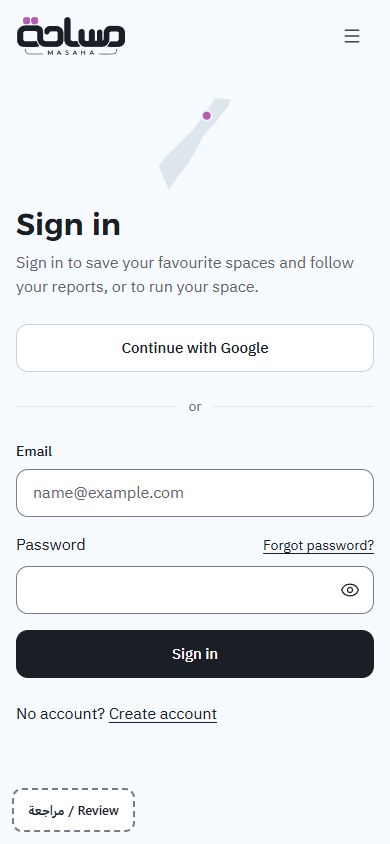 مساحة
MASAHA
Sign in
Sign in to save your favourite spaces and follow
your reports, or to run your space.
Continue with Google
or
Email
name@example.com
Password
Forgot password?
Sign in
No account? Create account
مراجعة / Review